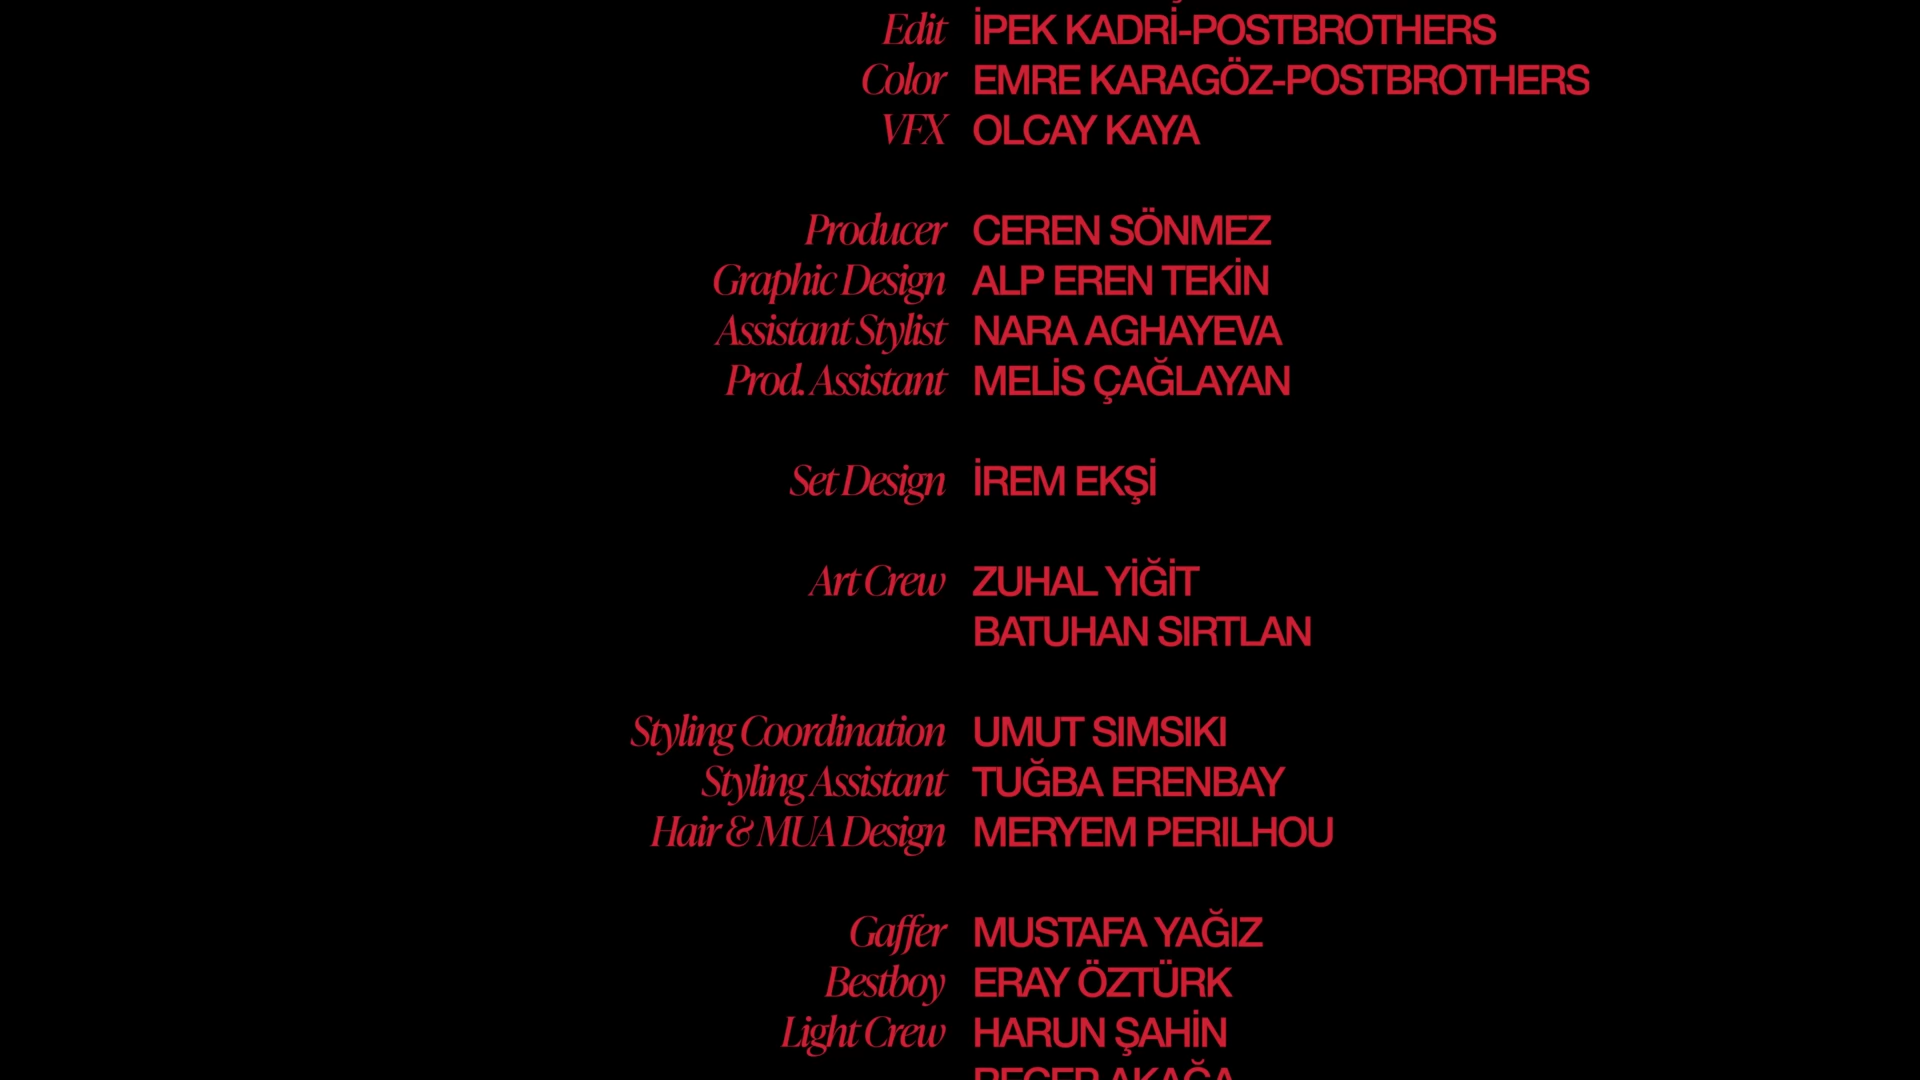 Edit İPEK KADRİ-POSTBROTHERS
Color EMRE KARAGÖZ-POSTBROTHERS
VFX OLCAY KAYA
Producer CEREN SÖNMEZ
Graphic Design ALP EREN TEKİN
Assistant Stylist NARA AGHAYEVA
Prod. Assistant MELİS ÇAĞLAYAN
Set Design İREM EKŞİ
Art Crew ZUHAL YİĞİT
BATUHAN SIRTLAN
Styling Coordination UMUT SIMSIKI
Styling Assistant TUĞBA ERENBAY
Hair & MUA Design MERYEM PERILHOU
Gaffer MUSTAFA YAĞIZ
Bestboy ERAY ÖZTÜRK
Light Crew HARUN ŞAHİN